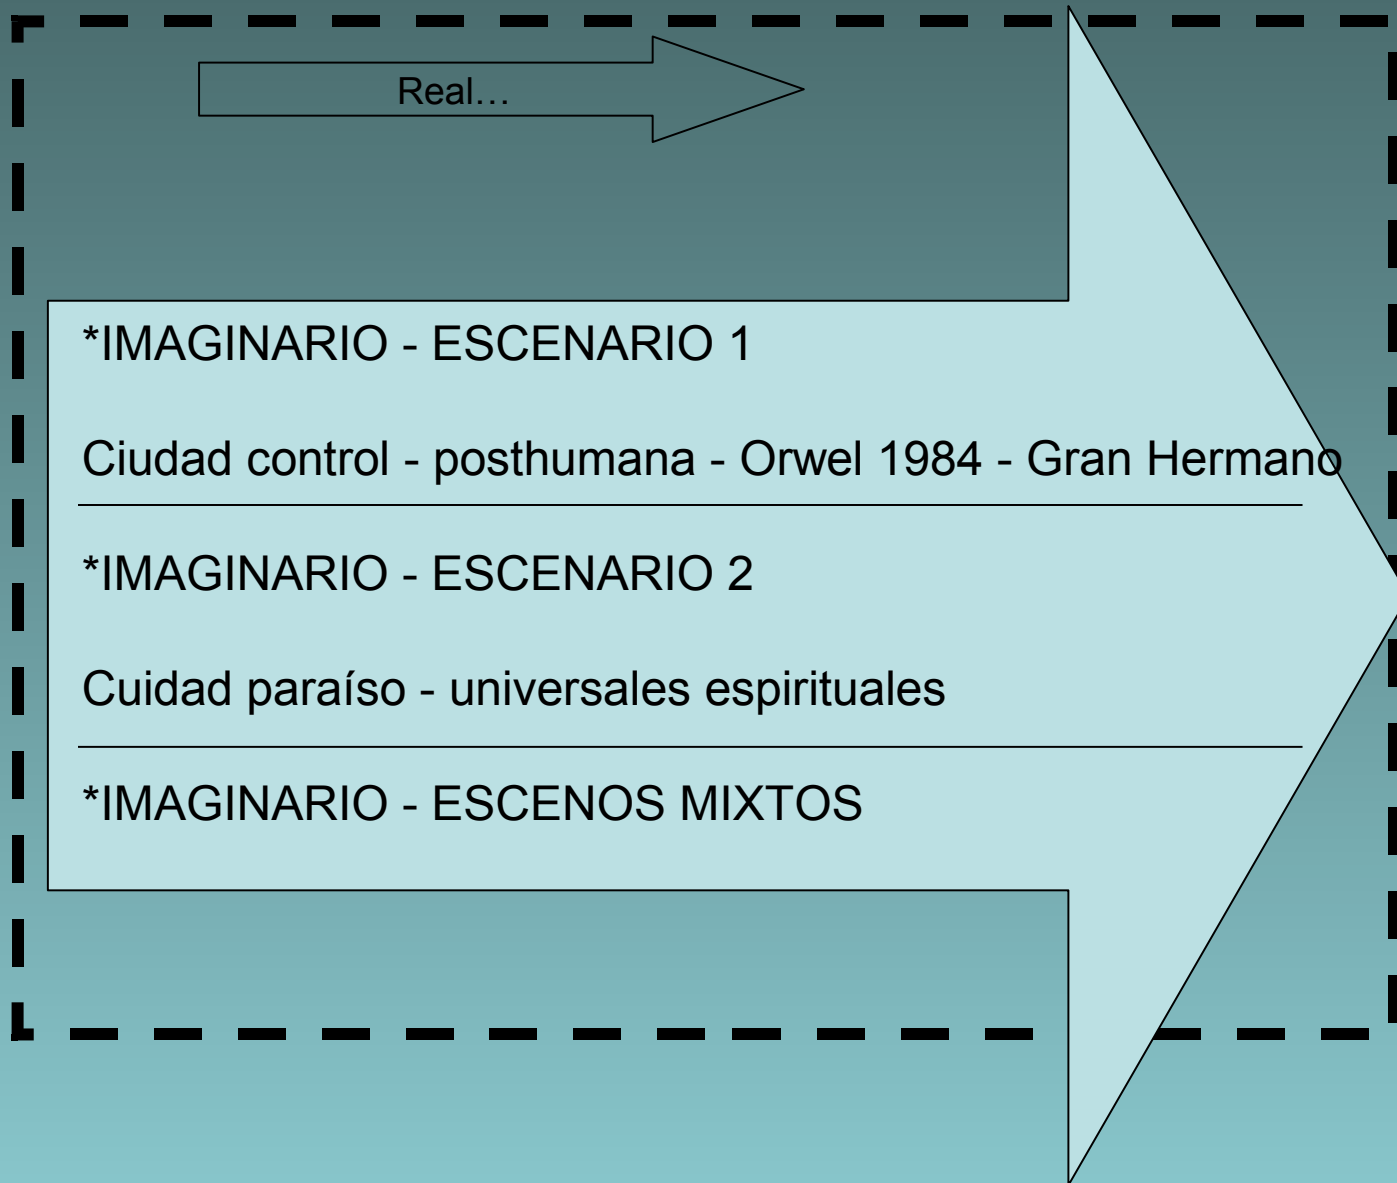 Real…
*IMAGINARIO - ESCENARIO 1
Ciudad control - posthumana - Orwel 1984 - Gran Hermano
*IMAGINARIO - ESCENARIO 2
Cuidad paraíso - universales espirituales
*IMAGINARIO - ESCENOS MIXTOS